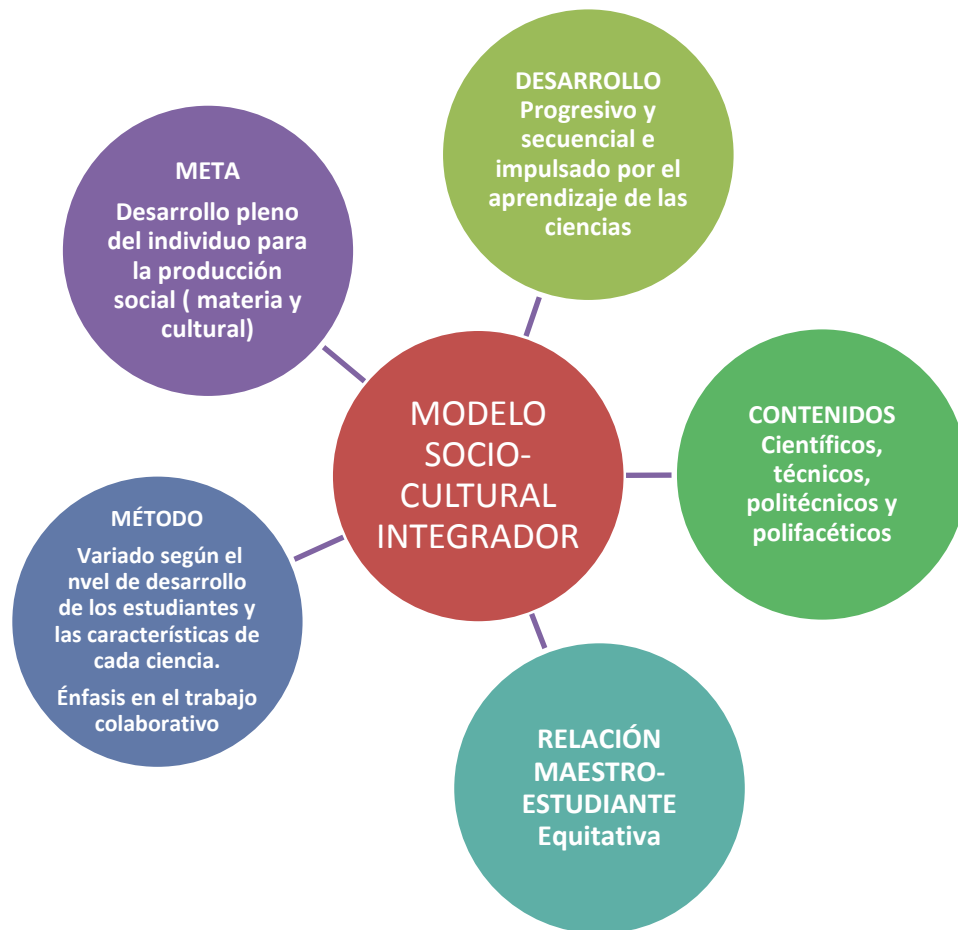 DESARROLLO
Progresivo y
secuencial e
impulsado por el
aprendizaje de las
ciencias
META
Desarrollo pleno
del individuo para
la producción
social ( materia y
cultural)
MODELO
SOCIO-
CULTURAL
INTEGRADOR
CONTENIDOS
Científicos,
técnicos,
politécnicos y
polifacéticos
MÉTODO
Variado según el
nvel de desarrollo
de los estudiantes y
las características de
cada ciencia.
Énfasis en el trabajo
colaborativo
RELACIÓN
MAESTRO-
ESTUDIANTE
Equitativa